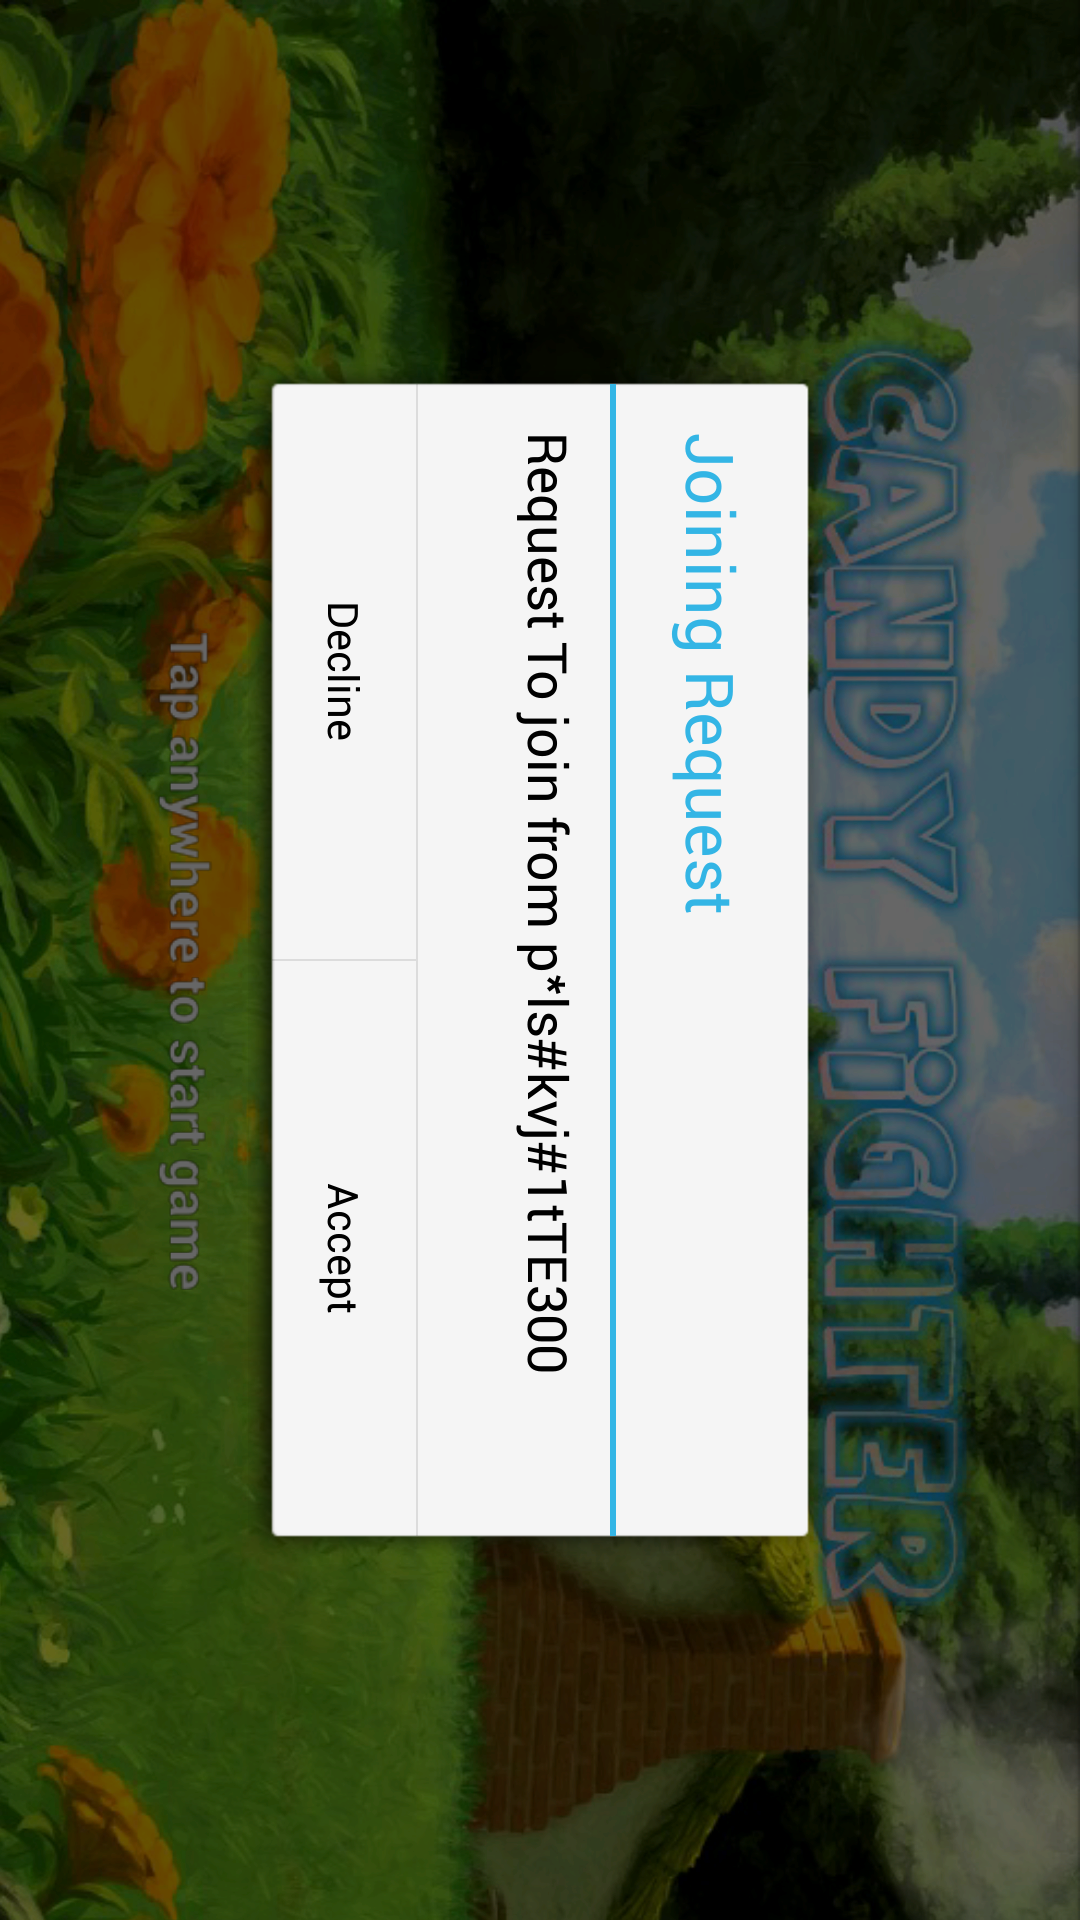 CANDY FiGHTER
Joining Request
Request To join from p*ls#kvj#1tTE300
Decline
Accept
Tap anywhere to start game